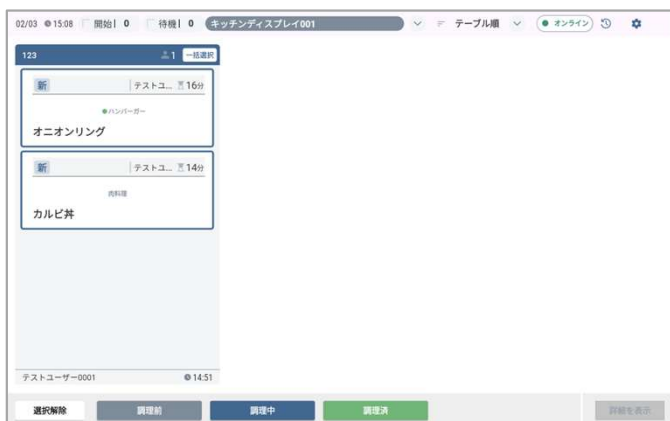 02/03 15:08 開始 0 待機 0 キッチンディスプレイ001 テーブル順 オンライン
123 1 一括選択
新 テストユ... 16分
ハンバーガー
オニオンリング
新 テストユ... 14分
肉料理
カルビ丼
テストユーザー0001 14:51
選択解除 調理前 調理中 調理済 詳細を表示